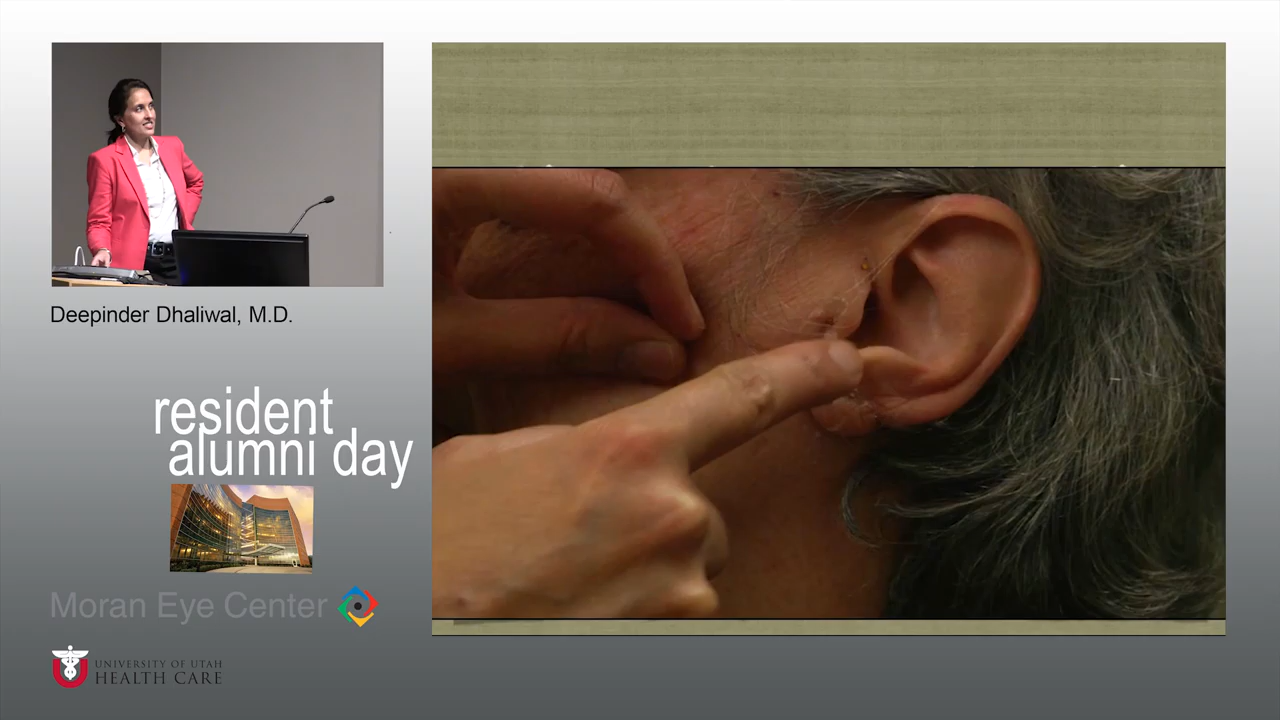 Deepinder Dhaliwal, M.D.
resident
alumni day
Moran Eye Center
UNIVERSITY OF UTAH
HEALTH CARE